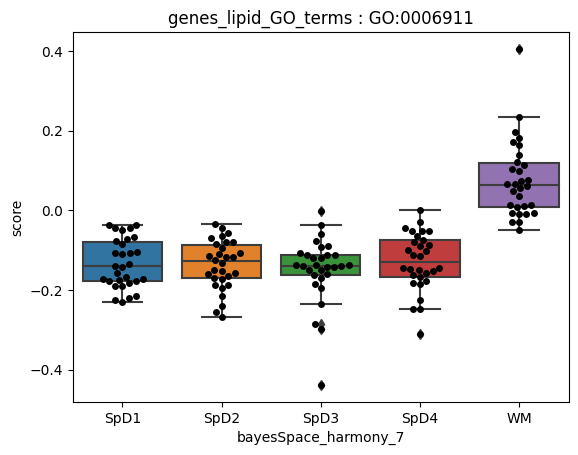 genes_lipid_GO_terms : GO:0006911
0.4
0.2
0.0
−0.2
−0.4
score
SpD1 SpD2 SpD3 SpD4 WM
bayesSpace_harmony_7